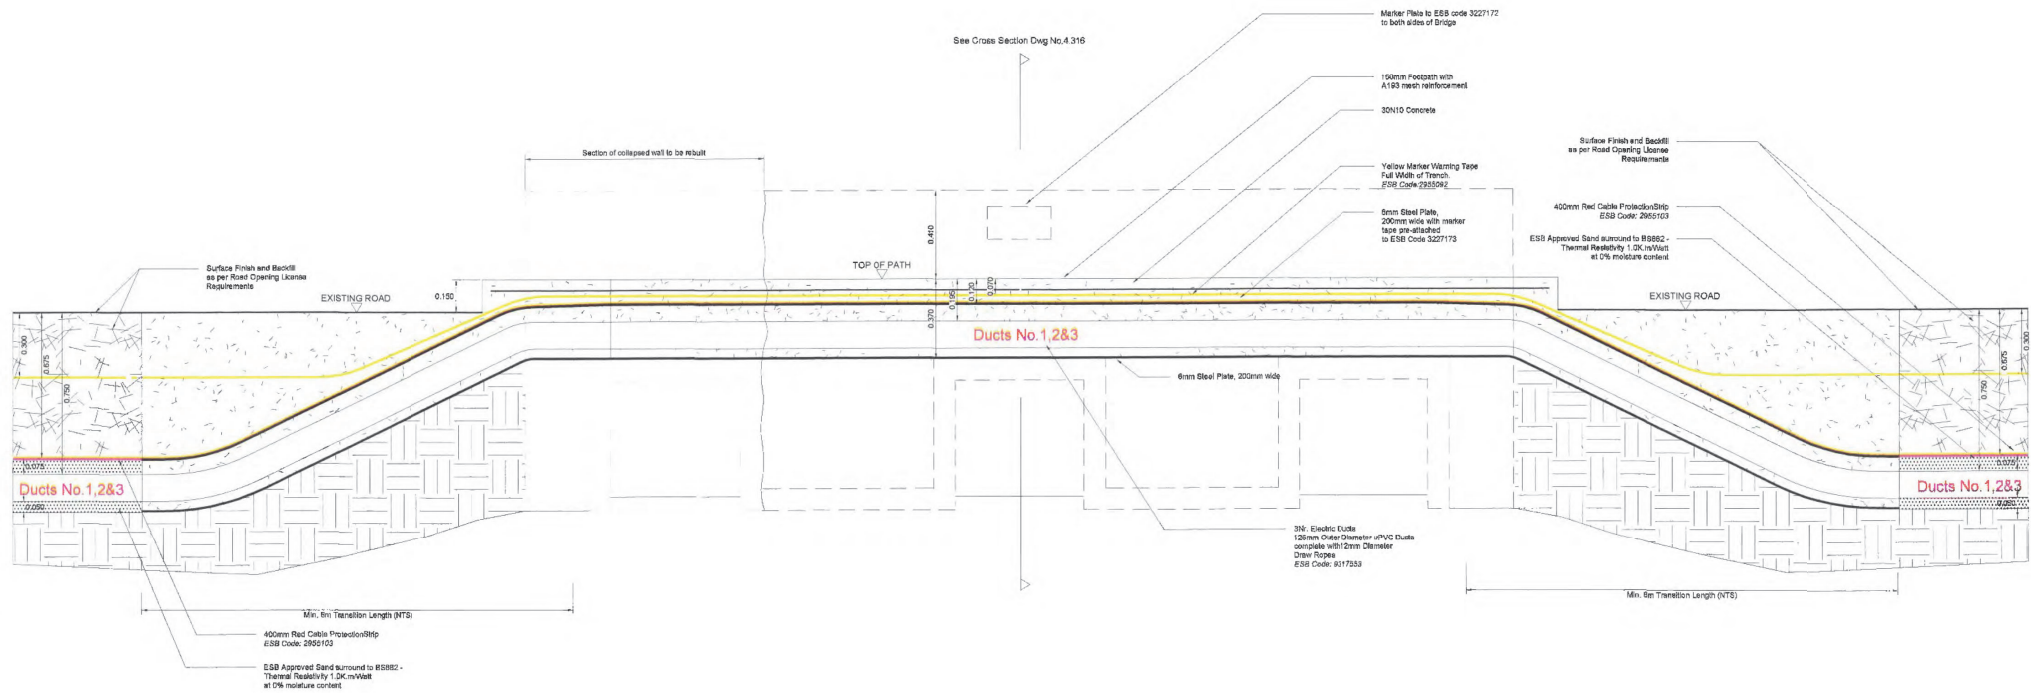 Marker Plate to ESB code 3227172
to both sides of Bridge
See Cross Section Dwg No.4.316
150mm Footpath with
A193 mesh reinforcement
30N10 Concrete
Section of collapsed wall to be rebuilt
Yellow Marker Warning Tape
Full Width of Trench.
ESB Code: 2955092
6mm Steel Plate,
200mm wide with marker
tape pre-attached
to ESB Code 3227173
Surface Finish and Backfill
as per Road Opening License
Requirements
400mm Red Cable ProtectionStrip
ESB Code: 2955103
ESB Approved Sand surround to BS882 -
Thermal Resistivity 1.0K.m/Watt
at 0% moisture content
Surface Finish and Backfill
as per Road Opening License
Requirements
TOP OF PATH
EXISTING ROAD
EXISTING ROAD
0.150
0.410
0.070
0.120
0.195
0.370
0.300
0.675
0.750
0.300
0.675
0.750
Ducts No.1,2&3
6mm Steel Plate, 200mm wide
0.075
Ducts No.1,2&3
0.050
0.075
Ducts No.1,2&3
0.050
3Nr. Electric Ducts
125mm Outer Diameter uPVC Ducts
complete with12mm Diameter
Draw Ropes
ESB Code: 9317553
Min. 6m Transition Length (NTS)
Min. 6m Transition Length (NTS)
400mm Red Cable ProtectionStrip
ESB Code: 2955103
ESB Approved Sand surround to BS882 -
Thermal Resistivity 1.0K.m/Watt
at 0% moisture content